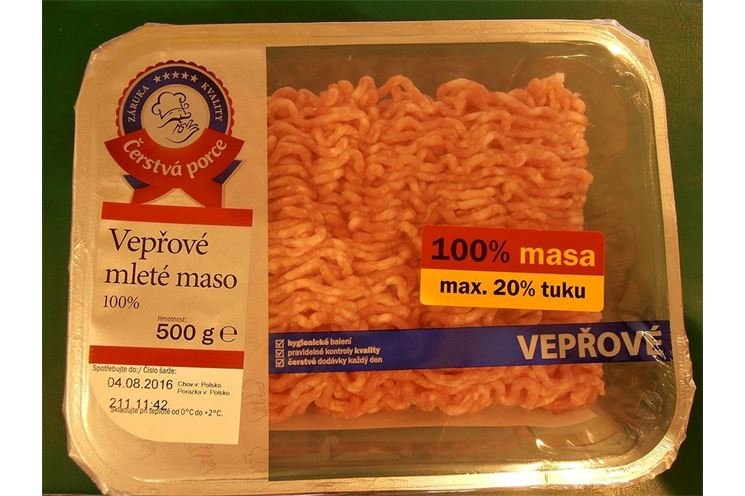 ZÁRUKA ★★★★★ KVALITY
Čerstvá porce
Vepřové
mleté maso
100%
Hmotnost:
500 g ℮
Spotřebujte do:/ Číslo šarže:
04.08.2016
Chov v: Polsko
Porazka v: Polsko
211 11:42
Skladujte při teplotě od 0°C do +2°C.
100% masa
max. 20% tuku
hygienické balení
pravidelné kontroly kvality
čerstvé dodávky každý den
VEPŘOVÉ